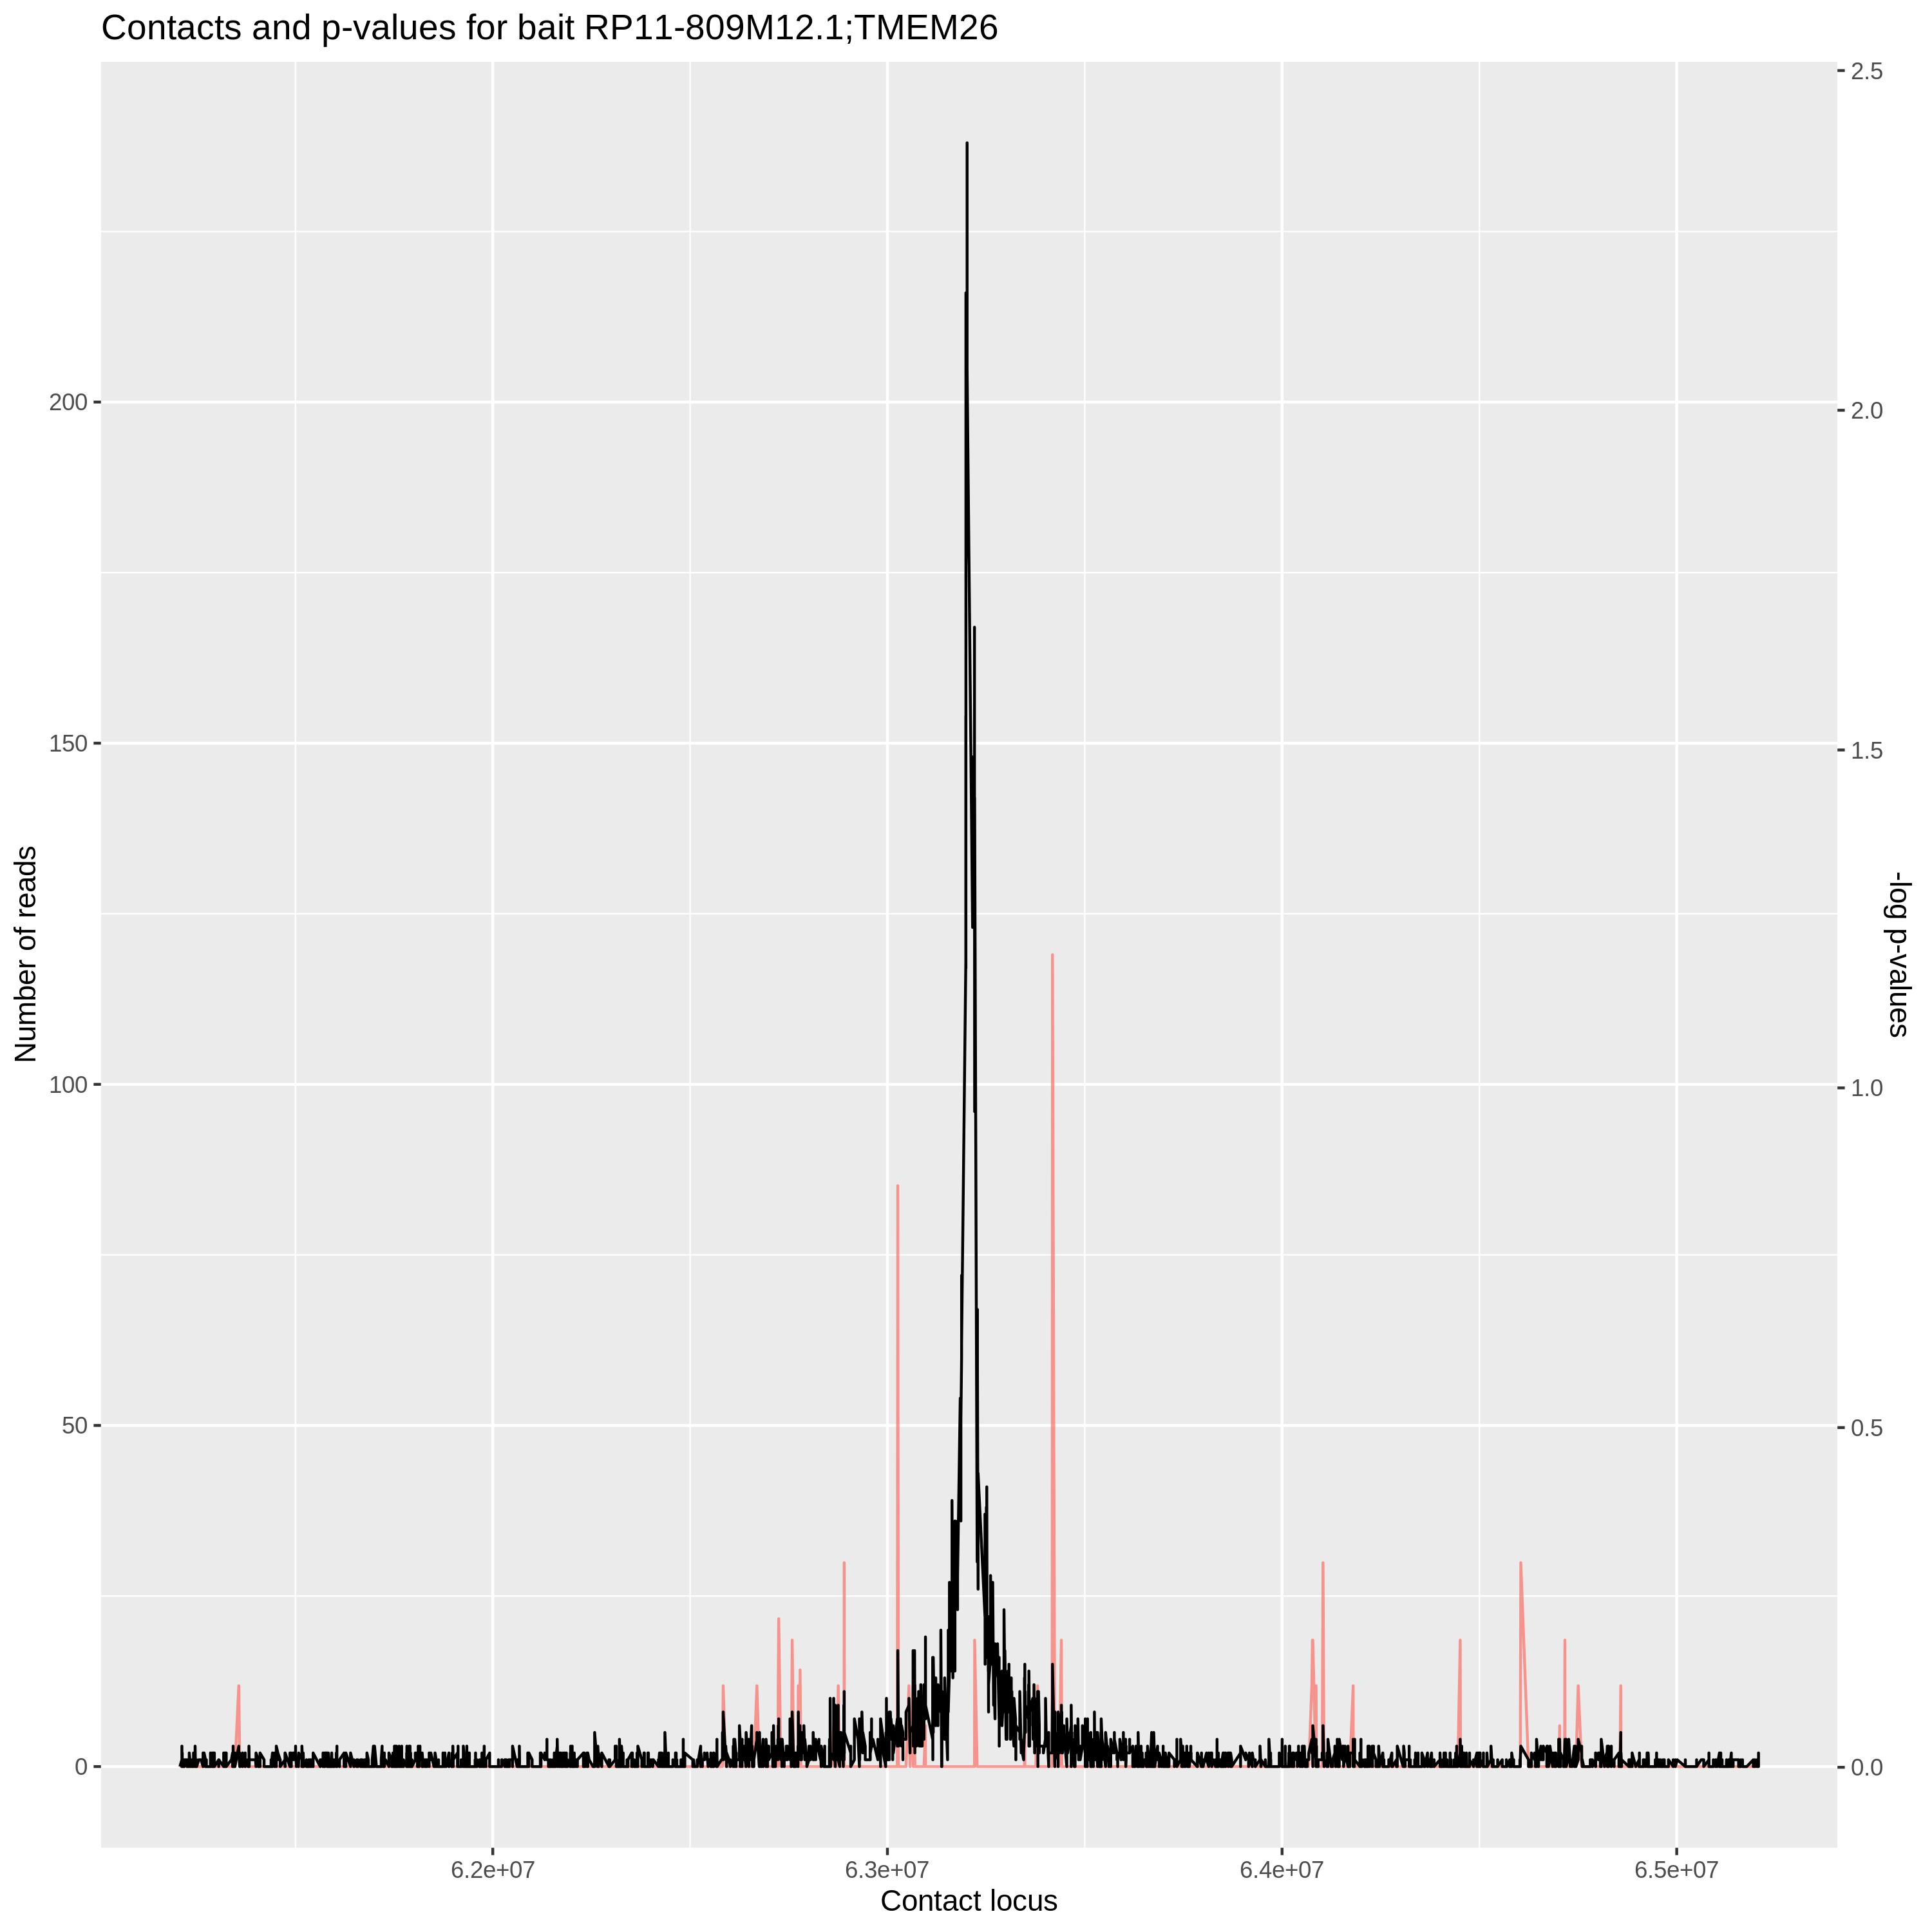 Contacts and p-values for bait RP11-809M12.1;TMEM26
Number of reads
200
150
100
50
0
2.5
2.0
1.5
1.0
0.5
0.0
-log p-values
6.2e+07 6.3e+07 6.4e+07 6.5e+07
Contact locus